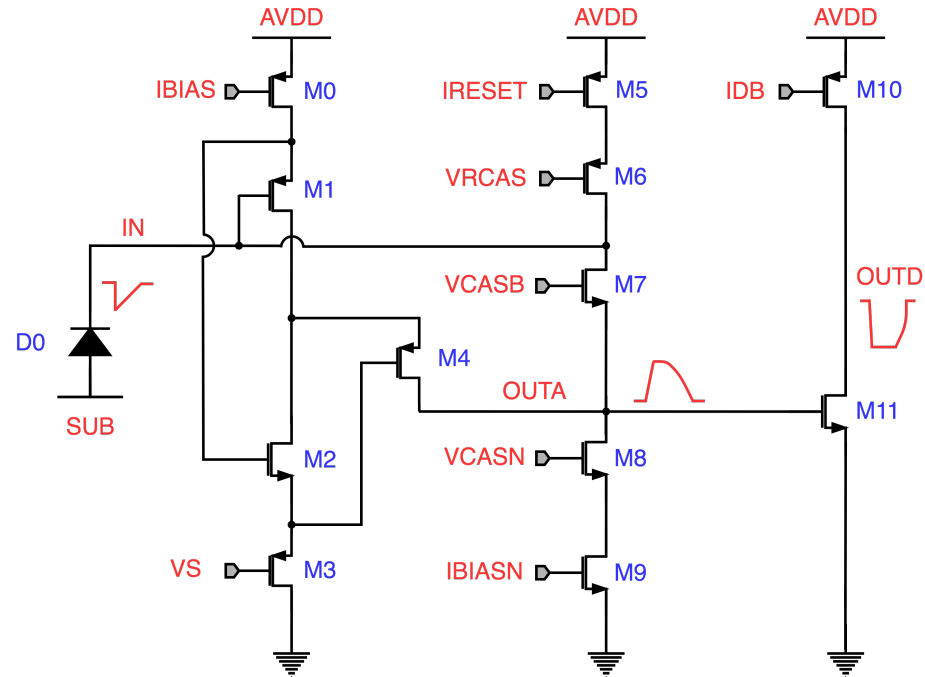 AVDD AVDD AVDD
IBIAS M0 IRESET M5 IDB M10
VRCAS M6
M1
IN
OUTD
VCASB M7
D0 M4
OUTA
M11
SUB
M2 VCASN M8
VS M3 IBIASN M9